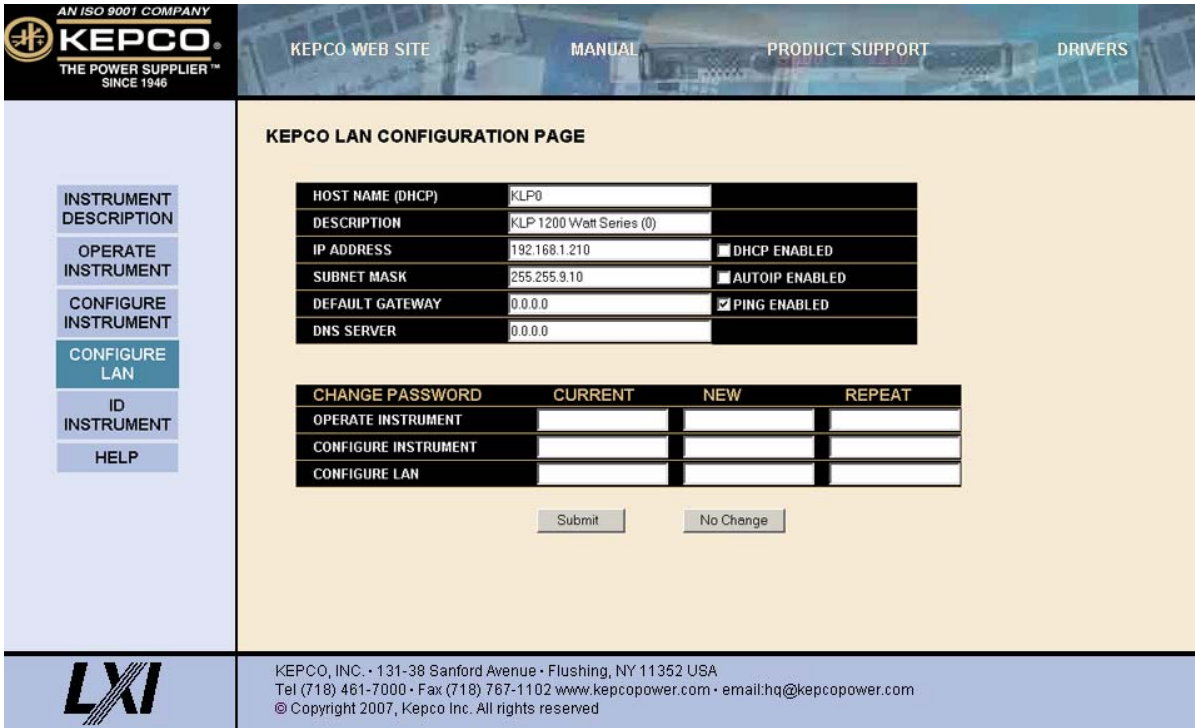 AN ISO 9001 COMPANY
KEPCO®
THE POWER SUPPLIER™
SINCE 1946
KEPCO WEB SITE
MANUAL
PRODUCT SUPPORT
DRIVERS
INSTRUMENT
DESCRIPTION
OPERATE
INSTRUMENT
CONFIGURE
INSTRUMENT
CONFIGURE
LAN
ID
INSTRUMENT
HELP
KEPCO LAN CONFIGURATION PAGE
HOST NAME (DHCP) KLP0
DESCRIPTION KLP 1200 Watt Series (0)
IP ADDRESS 192.168.1.210 DHCP ENABLED
SUBNET MASK 255.255.9.10 AUTOIP ENABLED
DEFAULT GATEWAY 0.0.0.0 PING ENABLED
DNS SERVER 0.0.0.0
CHANGE PASSWORD CURRENT NEW REPEAT
OPERATE INSTRUMENT
CONFIGURE INSTRUMENT
CONFIGURE LAN
Submit No Change
LXI
KEPCO, INC. • 131-38 Sanford Avenue • Flushing, NY 11352 USA
Tel (718) 461-7000 • Fax (718) 767-1102 www.kepcopower.com • email:hq@kepcopower.com
© Copyright 2007, Kepco Inc. All rights reserved